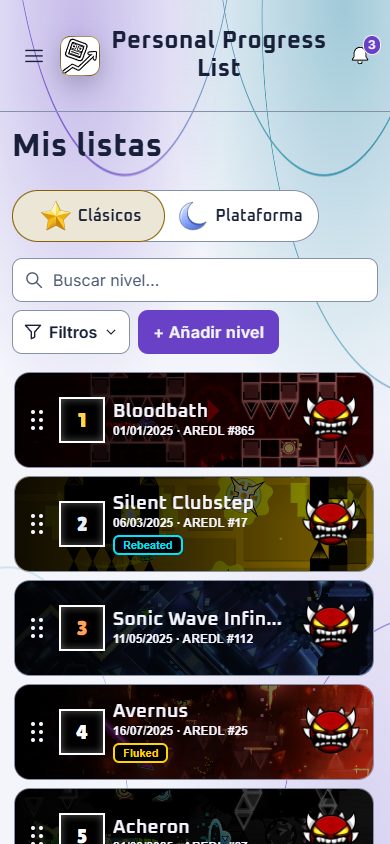 Personal Progress
List
3
Mis listas
Clásicos
Plataforma
Buscar nivel...
Filtros
+ Añadir nivel
1
Bloodbath
01/01/2025 · AREDL #865
2
Silent Clubstep
06/03/2025 · AREDL #17
Rebeated
3
Sonic Wave Infin...
11/05/2025 · AREDL #112
4
Avernus
16/07/2025 · AREDL #25
Fluked
5
Acheron